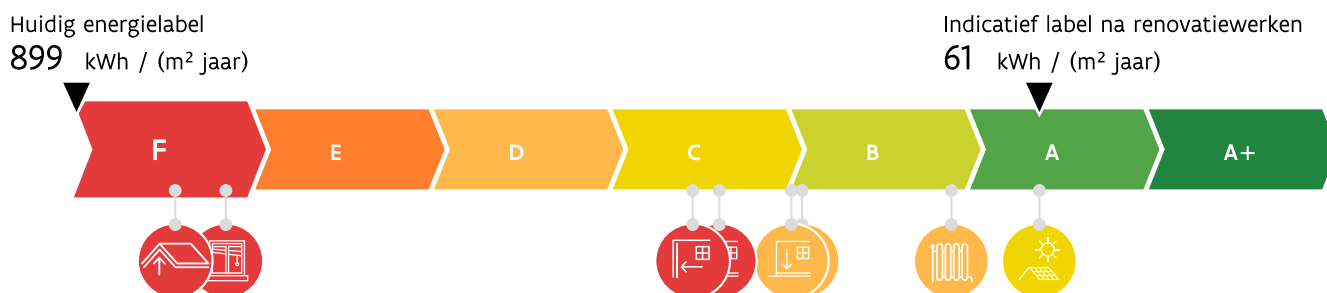 Huidig energielabel
899 kWh / (m² jaar)
Indicatief label na renovatiewerken
61 kWh / (m² jaar)
F E D C B A A+